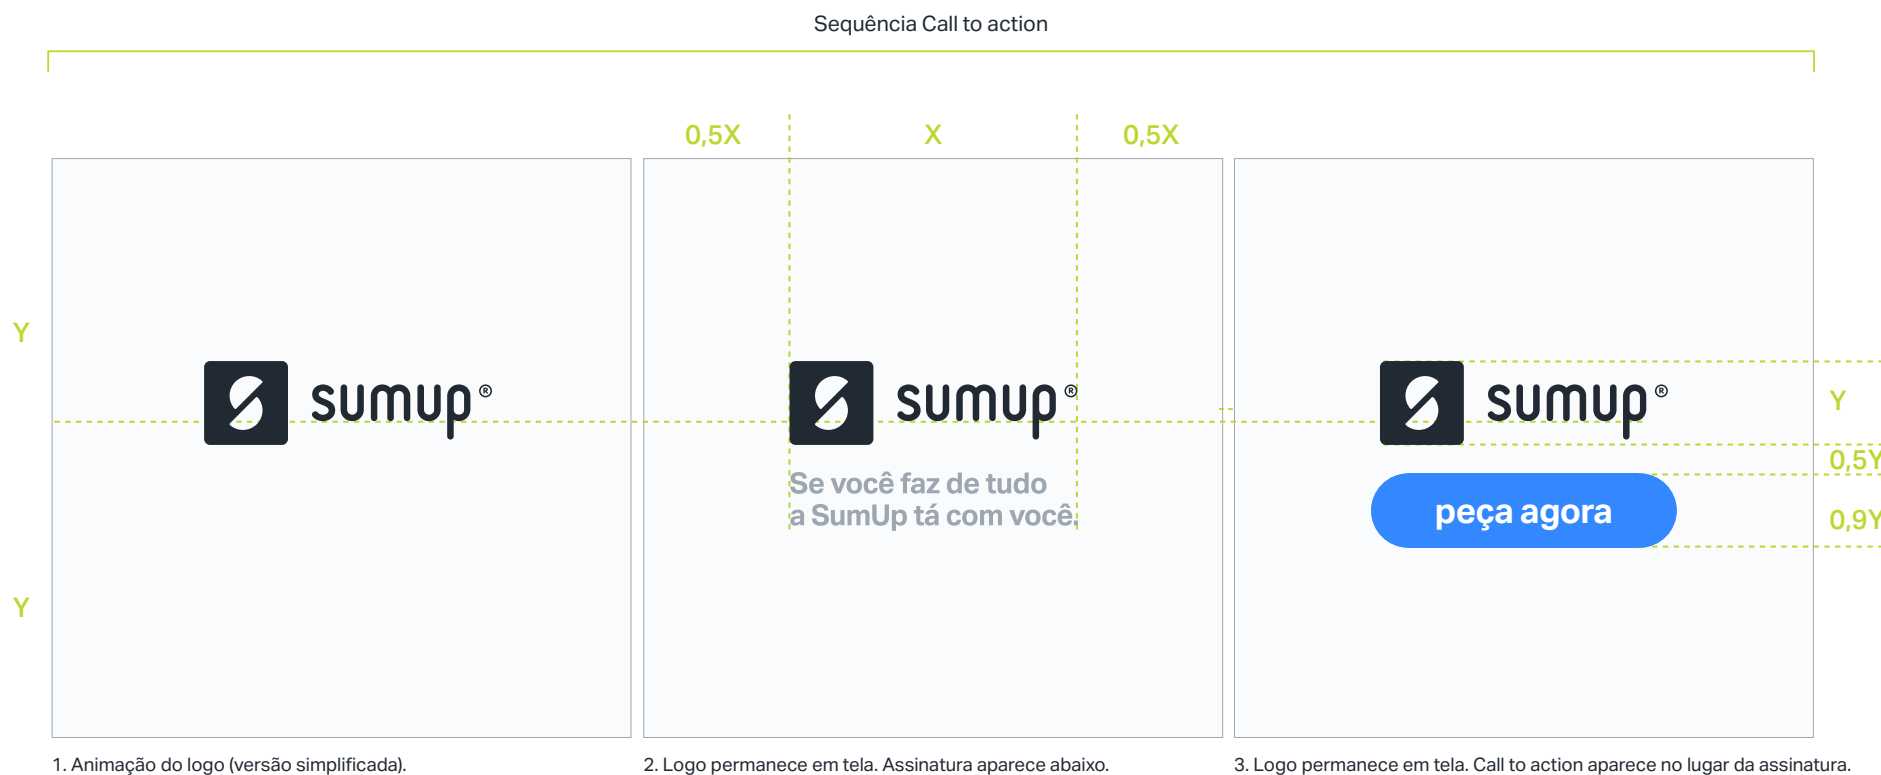 Sequência Call to action
0,5X X 0,5X
Y
sumup®
sumup®
sumup®
Y
0,5Y
Se você faz de tudo
a SumUp tá com você.
peça agora
0,9Y
Y
1. Animação do logo (versão simplificada).
2. Logo permanece em tela. Assinatura aparece abaixo.
3. Logo permanece em tela. Call to action aparece no lugar da assinatura.